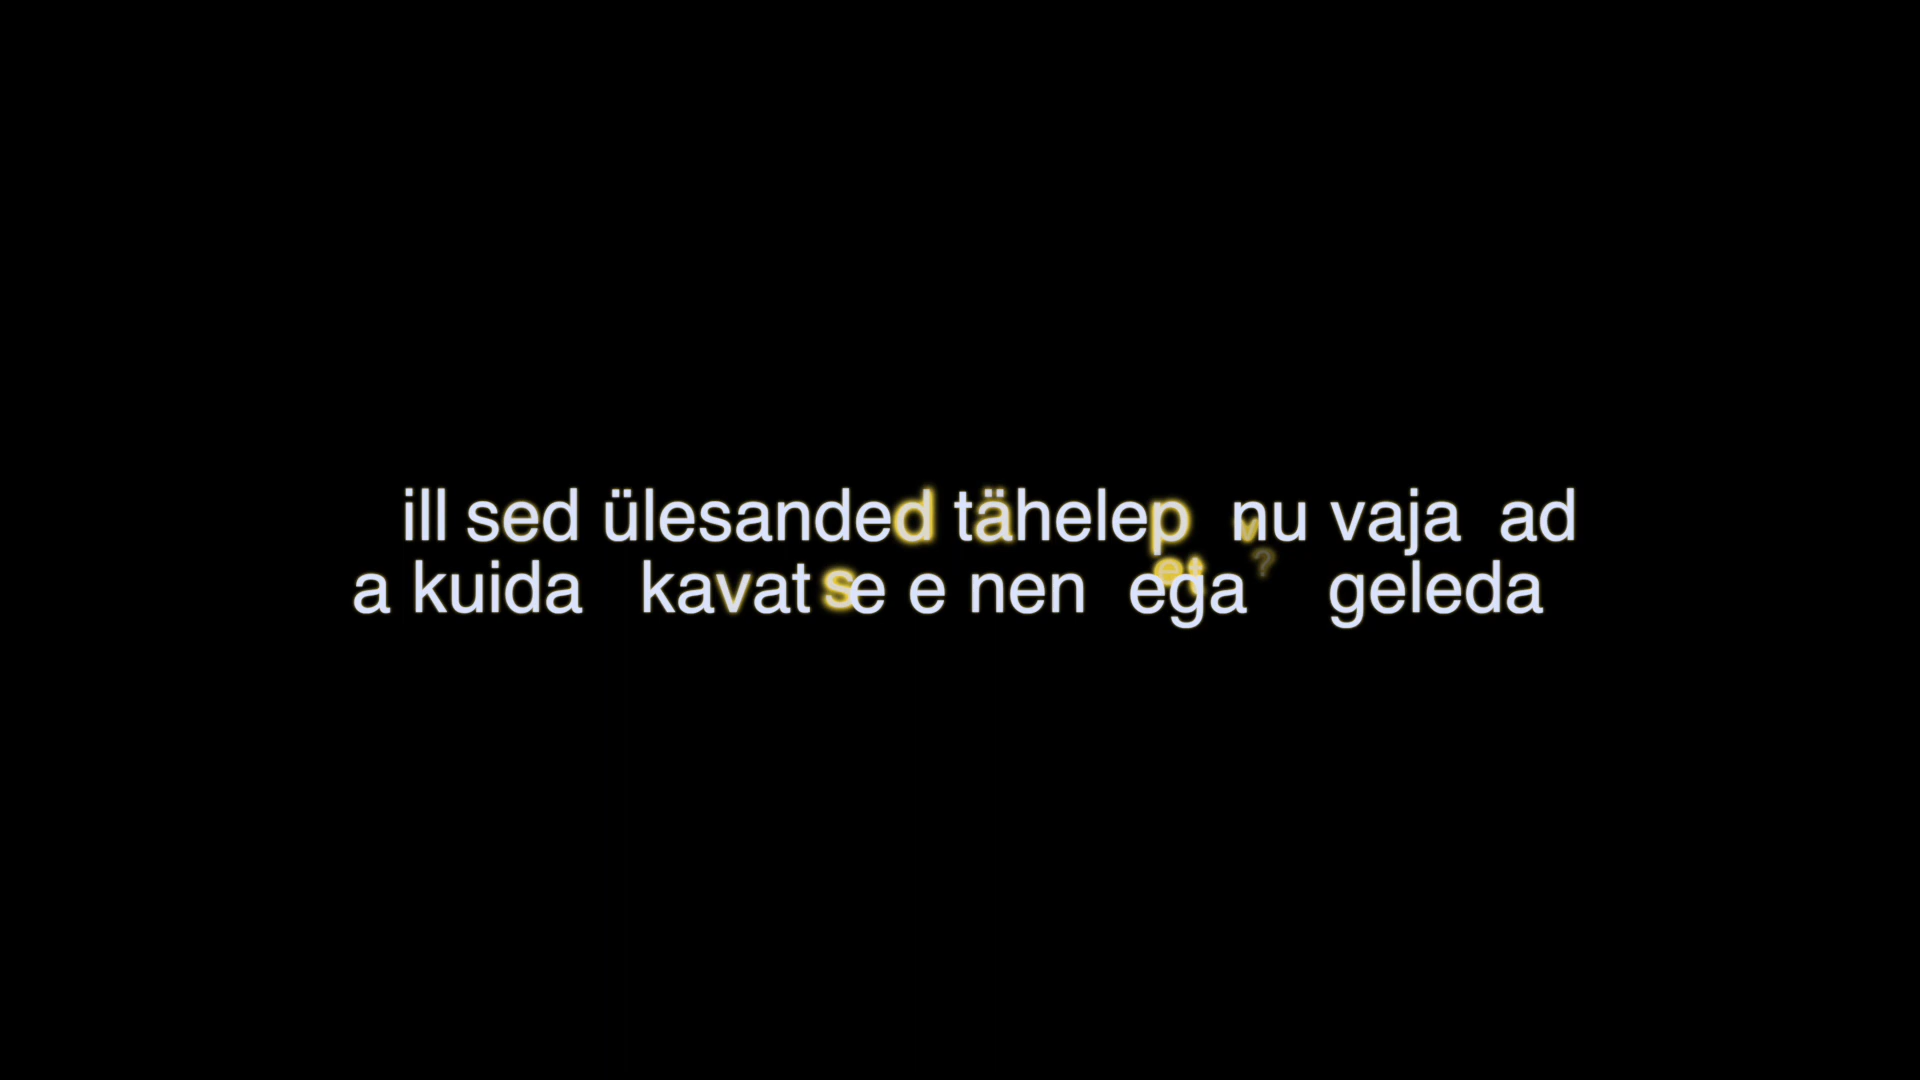 ill sed ülesanded tähelep nu vaja ad
a kuida kavat se e nen ega geleda